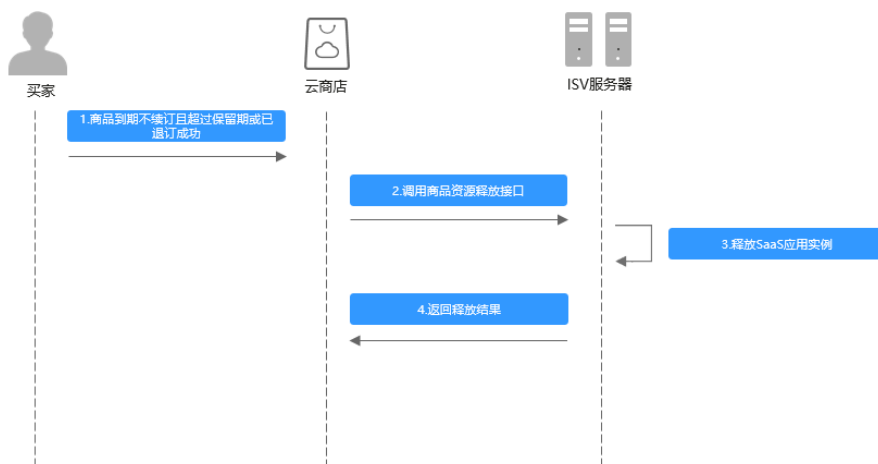 买家
云商店
ISV服务器
1.商品到期不续订且超过保留期或已
退订成功
2.调用商品资源释放接口
3.释放SaaS应用实例
4.返回释放结果